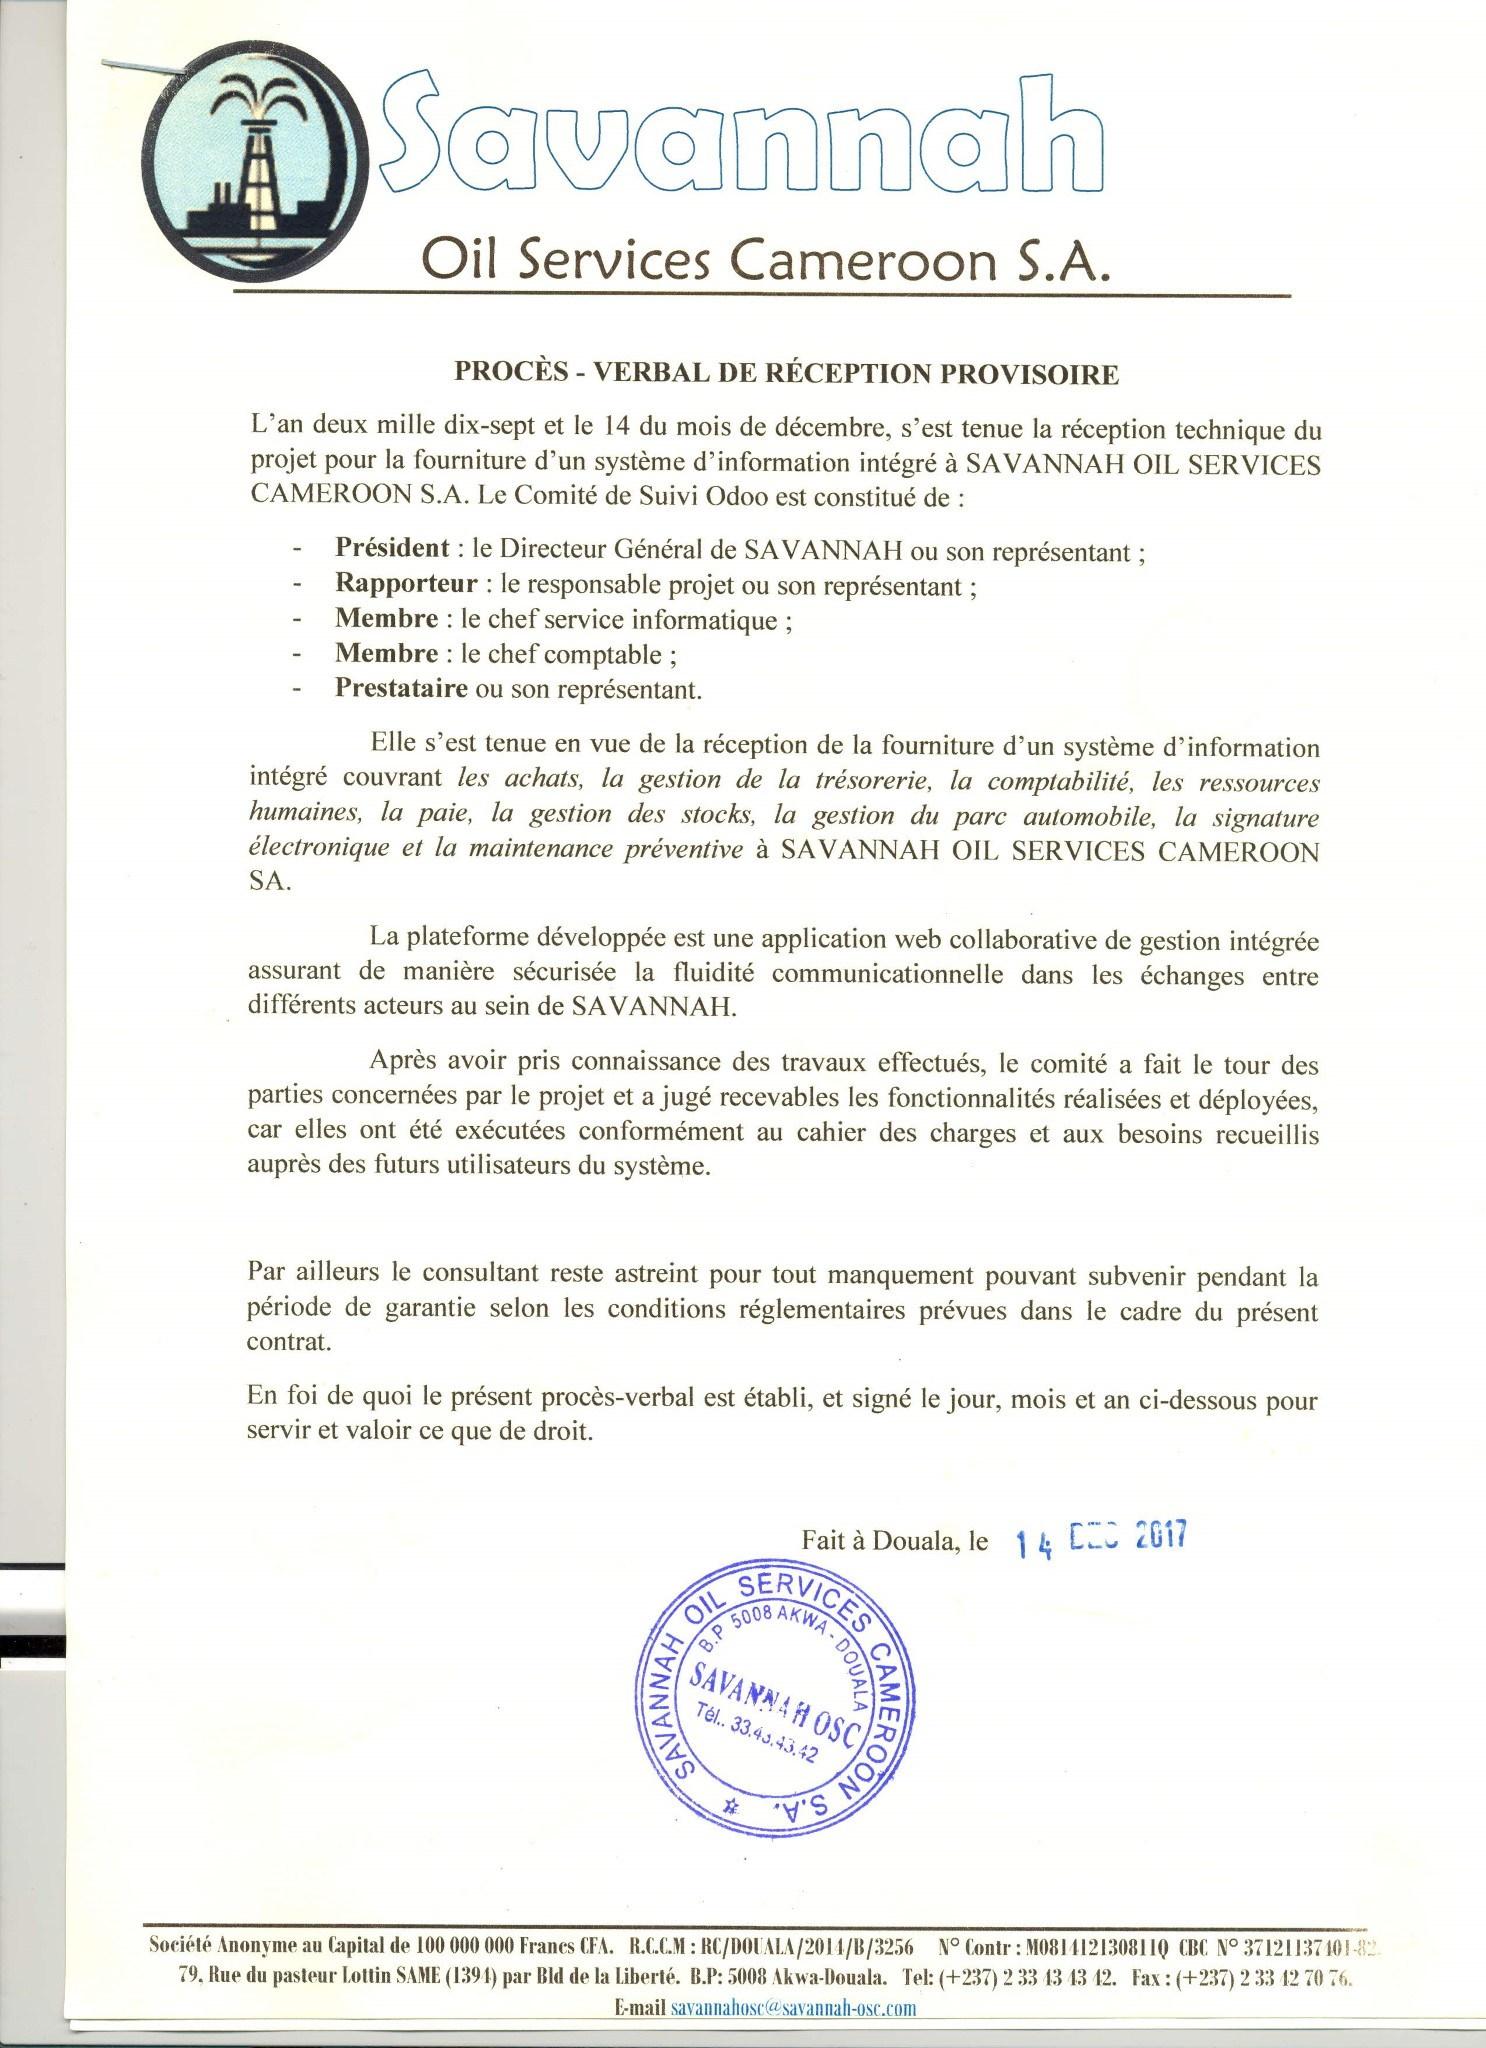 Savannah
Oil Services Cameroon S.A.
PROCÈS - VERBAL DE RÉCEPTION PROVISOIRE
L'an deux mille dix-sept et le 14 du mois de décembre, s'est tenue la réception technique du
projet pour la fourniture d'un système d'information intégré à SAVANNAH OIL SERVICES
CAMEROON S.A. Le Comité de Suivi Odoo est constitué de :
- Président : le Directeur Général de SAVANNAH ou son représentant ;
- Rapporteur : le responsable projet ou son représentant ;
- Membre : le chef service informatique ;
- Membre : le chef comptable ;
- Prestataire ou son représentant.
Elle s'est tenue en vue de la réception de la fourniture d'un système d'information
intégré couvrant les achats, la gestion de la trésorerie, la comptabilité, les ressources
humaines, la paie, la gestion des stocks, la gestion du parc automobile, la signature
électronique et la maintenance préventive à SAVANNAH OIL SERVICES CAMEROON
SA.
La plateforme développée est une application web collaborative de gestion intégrée
assurant de manière sécurisée la fluidité communicationnelle dans les échanges entre
différents acteurs au sein de SAVANNAH.
Après avoir pris connaissance des travaux effectués, le comité a fait le tour des
parties concernées par le projet et a jugé recevables les fonctionnalités réalisées et déployées,
car elles ont été exécutées conformément au cahier des charges et aux besoins recueillis
auprès des futurs utilisateurs du système.
Par ailleurs le consultant reste astreint pour tout manquement pouvant subvenir pendant la
période de garantie selon les conditions réglementaires prévues dans le cadre du présent
contrat.
En foi de quoi le présent procès-verbal est établi, et signé le jour, mois et an ci-dessous pour
servir et valoir ce que de droit.
Fait à Douala, le 14 DEC 2017
SAVANNAH OIL SERVICES CAMEROON S.A.
B.P 5008 AKWA - DOUALA
SAVANNAH OSC
Tél.. 33.43.43.42
Société Anonyme au Capital de 100 000 000 Francs CFA. R.C.C.M : RC/DOUALA/2014/B/3256 N° Contr : M081412130811Q CBC N° 37121137401-82.
79, Rue du pasteur Lottin SAME (1394) par Bld de la Liberté. B.P: 5008 Akwa-Douala. Tel: (+237) 2 33 43 43 42. Fax : (+237) 2 33 42 70 76.
E-mail savannahosc@savannah-osc.com